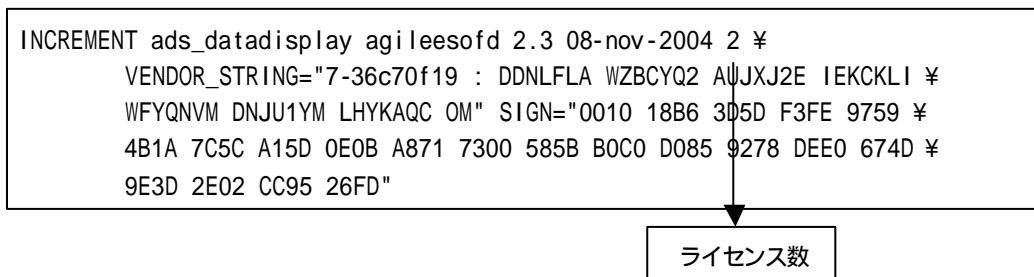 INCREMENT ads_datadisplay agileesofd 2.3 08-nov-2004 2 ¥
VENDOR_STRING="7-36c70f19 : DDNLFLA WZBCYQ2 AUJXJ2E IEKCKLI ¥
WFYQNVM DNJU1YM LHYKAQC OM" SIGN="0010 18B6 3D5D F3FE 9759 ¥
4B1A 7C5C A15D 0E0B A871 7300 585B B0C0 D085 9278 DEE0 674D ¥
9E3D 2E02 CC95 26FD"
ライセンス数